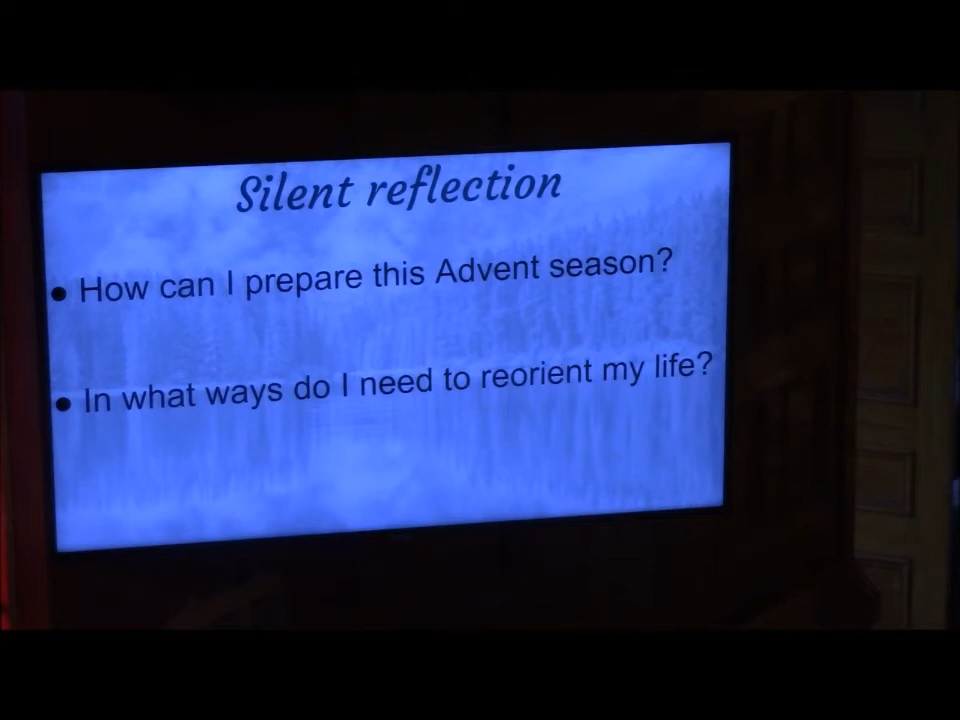 Silent reflection
• How can I prepare this Advent season?
• In what ways do I need to reorient my life?